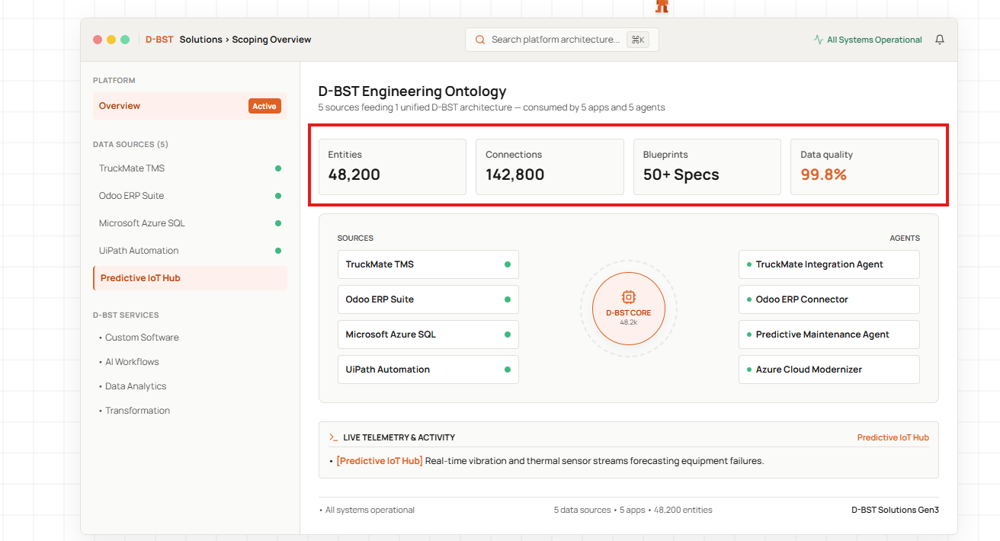 D-BST Solutions › Scoping Overview
Search platform architecture... ⌘K
All Systems Operational
PLATFORM
Overview Active
DATA SOURCES (5)
TruckMate TMS
Odoo ERP Suite
Microsoft Azure SQL
UiPath Automation
Predictive IoT Hub
D-BST SERVICES
• Custom Software
• AI Workflows
• Data Analytics
• Transformation
D-BST Engineering Ontology
5 sources feeding 1 unified D-BST architecture — consumed by 5 apps and 5 agents
Entities
48,200
Connections
142,800
Blueprints
50+ Specs
Data quality
99.8%
SOURCES
TruckMate TMS
Odoo ERP Suite
Microsoft Azure SQL
UiPath Automation
D-BST CORE
48.2k
AGENTS
TruckMate Integration Agent
Odoo ERP Connector
Predictive Maintenance Agent
Azure Cloud Modernizer
>_ LIVE TELEMETRY & ACTIVITY
Predictive IoT Hub
• [Predictive IoT Hub] Real-time vibration and thermal sensor streams forecasting equipment failures.
• All systems operational
5 data sources • 5 apps • 48,200 entities
D-BST Solutions Gen3